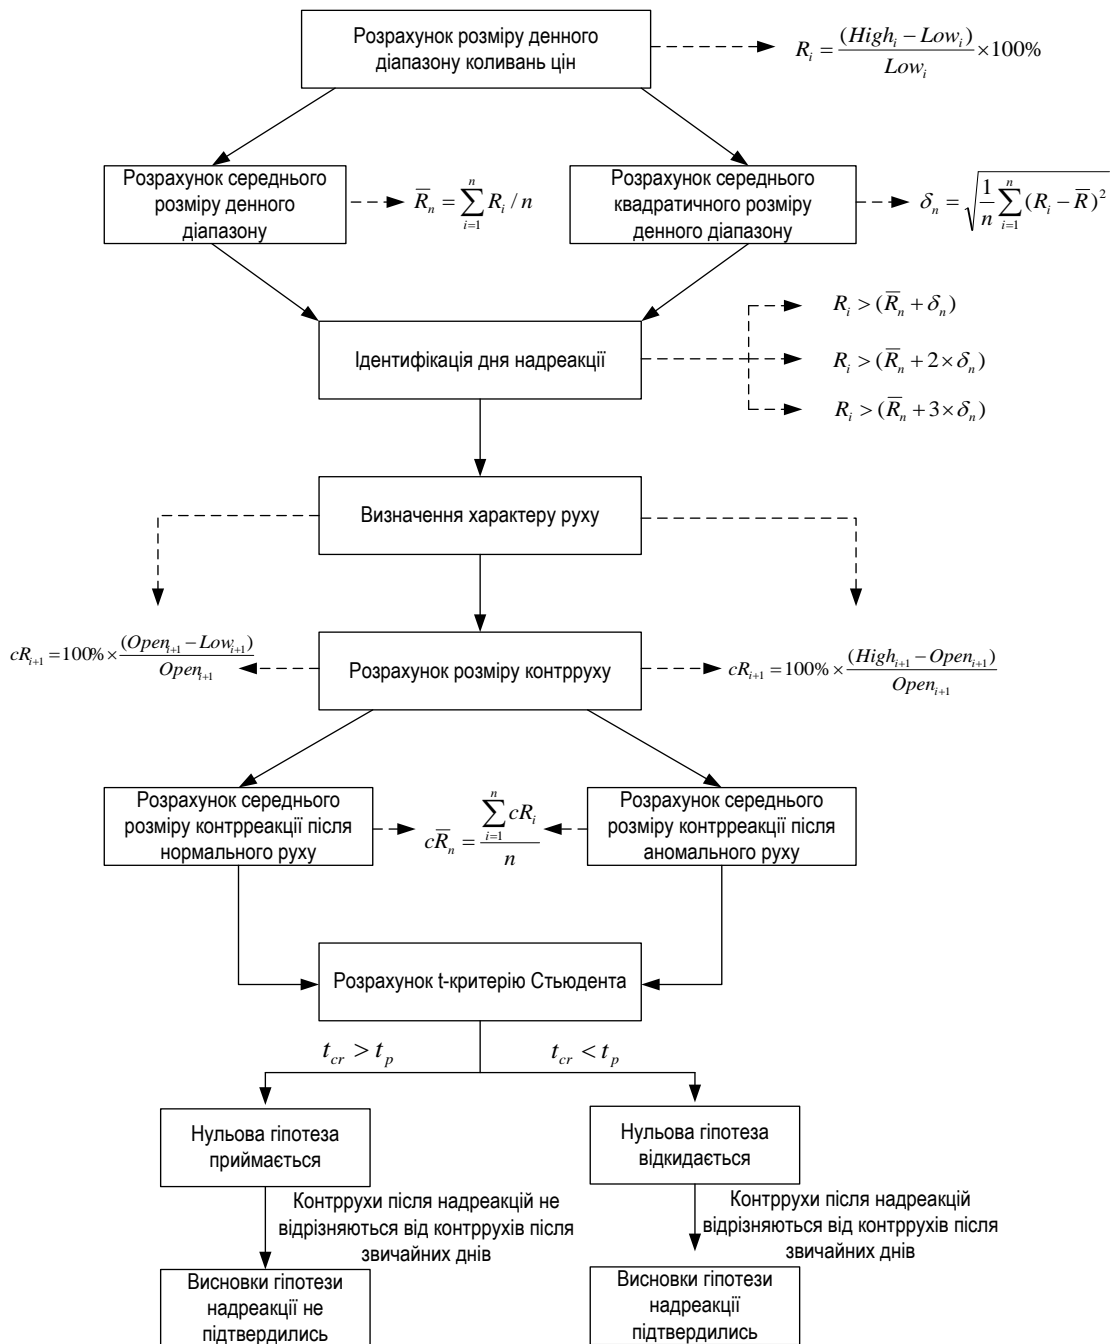 Розрахунок розміру денного
діапазону коливань цін
R_i = (High_i − Low_i) / Low_i ×100%
Розрахунок середнього
розміру денного
діапазону
R̅_n = ∑_{i=1}^{n} R_i / n
Розрахунок середнього
квадратичного розміру
денного діапазону
δ_n = √(1/n ∑_{i=1}^{n} (R_i − R̅)²)
Ідентифікація дня надреакції
R_i > (R̅_n + δ_n)
R_i > (R̅_n + 2 × δ_n)
R_i > (R̅_n + 3 × δ_n)
Визначення характеру руху
cR_{i+1} = 100% × (Open_{i+1} − Low_{i+1}) / Open_{i+1}
Розрахунок розміру контрруху
cR_{i+1} = 100% × (High_{i+1} − Open_{i+1}) / Open_{i+1}
Розрахунок середнього
розміру контрреакції після
нормального руху
cR̅_n = ∑_{i=1}^{n} cR_i / n
Розрахунок середнього
розміру контрреакції після
аномального руху
Розрахунок t-критерію Стьюдента
t_cr > t_p
t_cr < t_p
Нульова гіпотеза
приймається
Нульова гіпотеза
відкидається
Контррухи після надреакцій не
відрізняються від контррухів після
звичайних днів
Контррухи після надреакцій
відрізняються від контррухів після
звичайних днів
Висновки гіпотези
надреакції не
підтвердились
Висновки гіпотези
надреакції
підтвердились